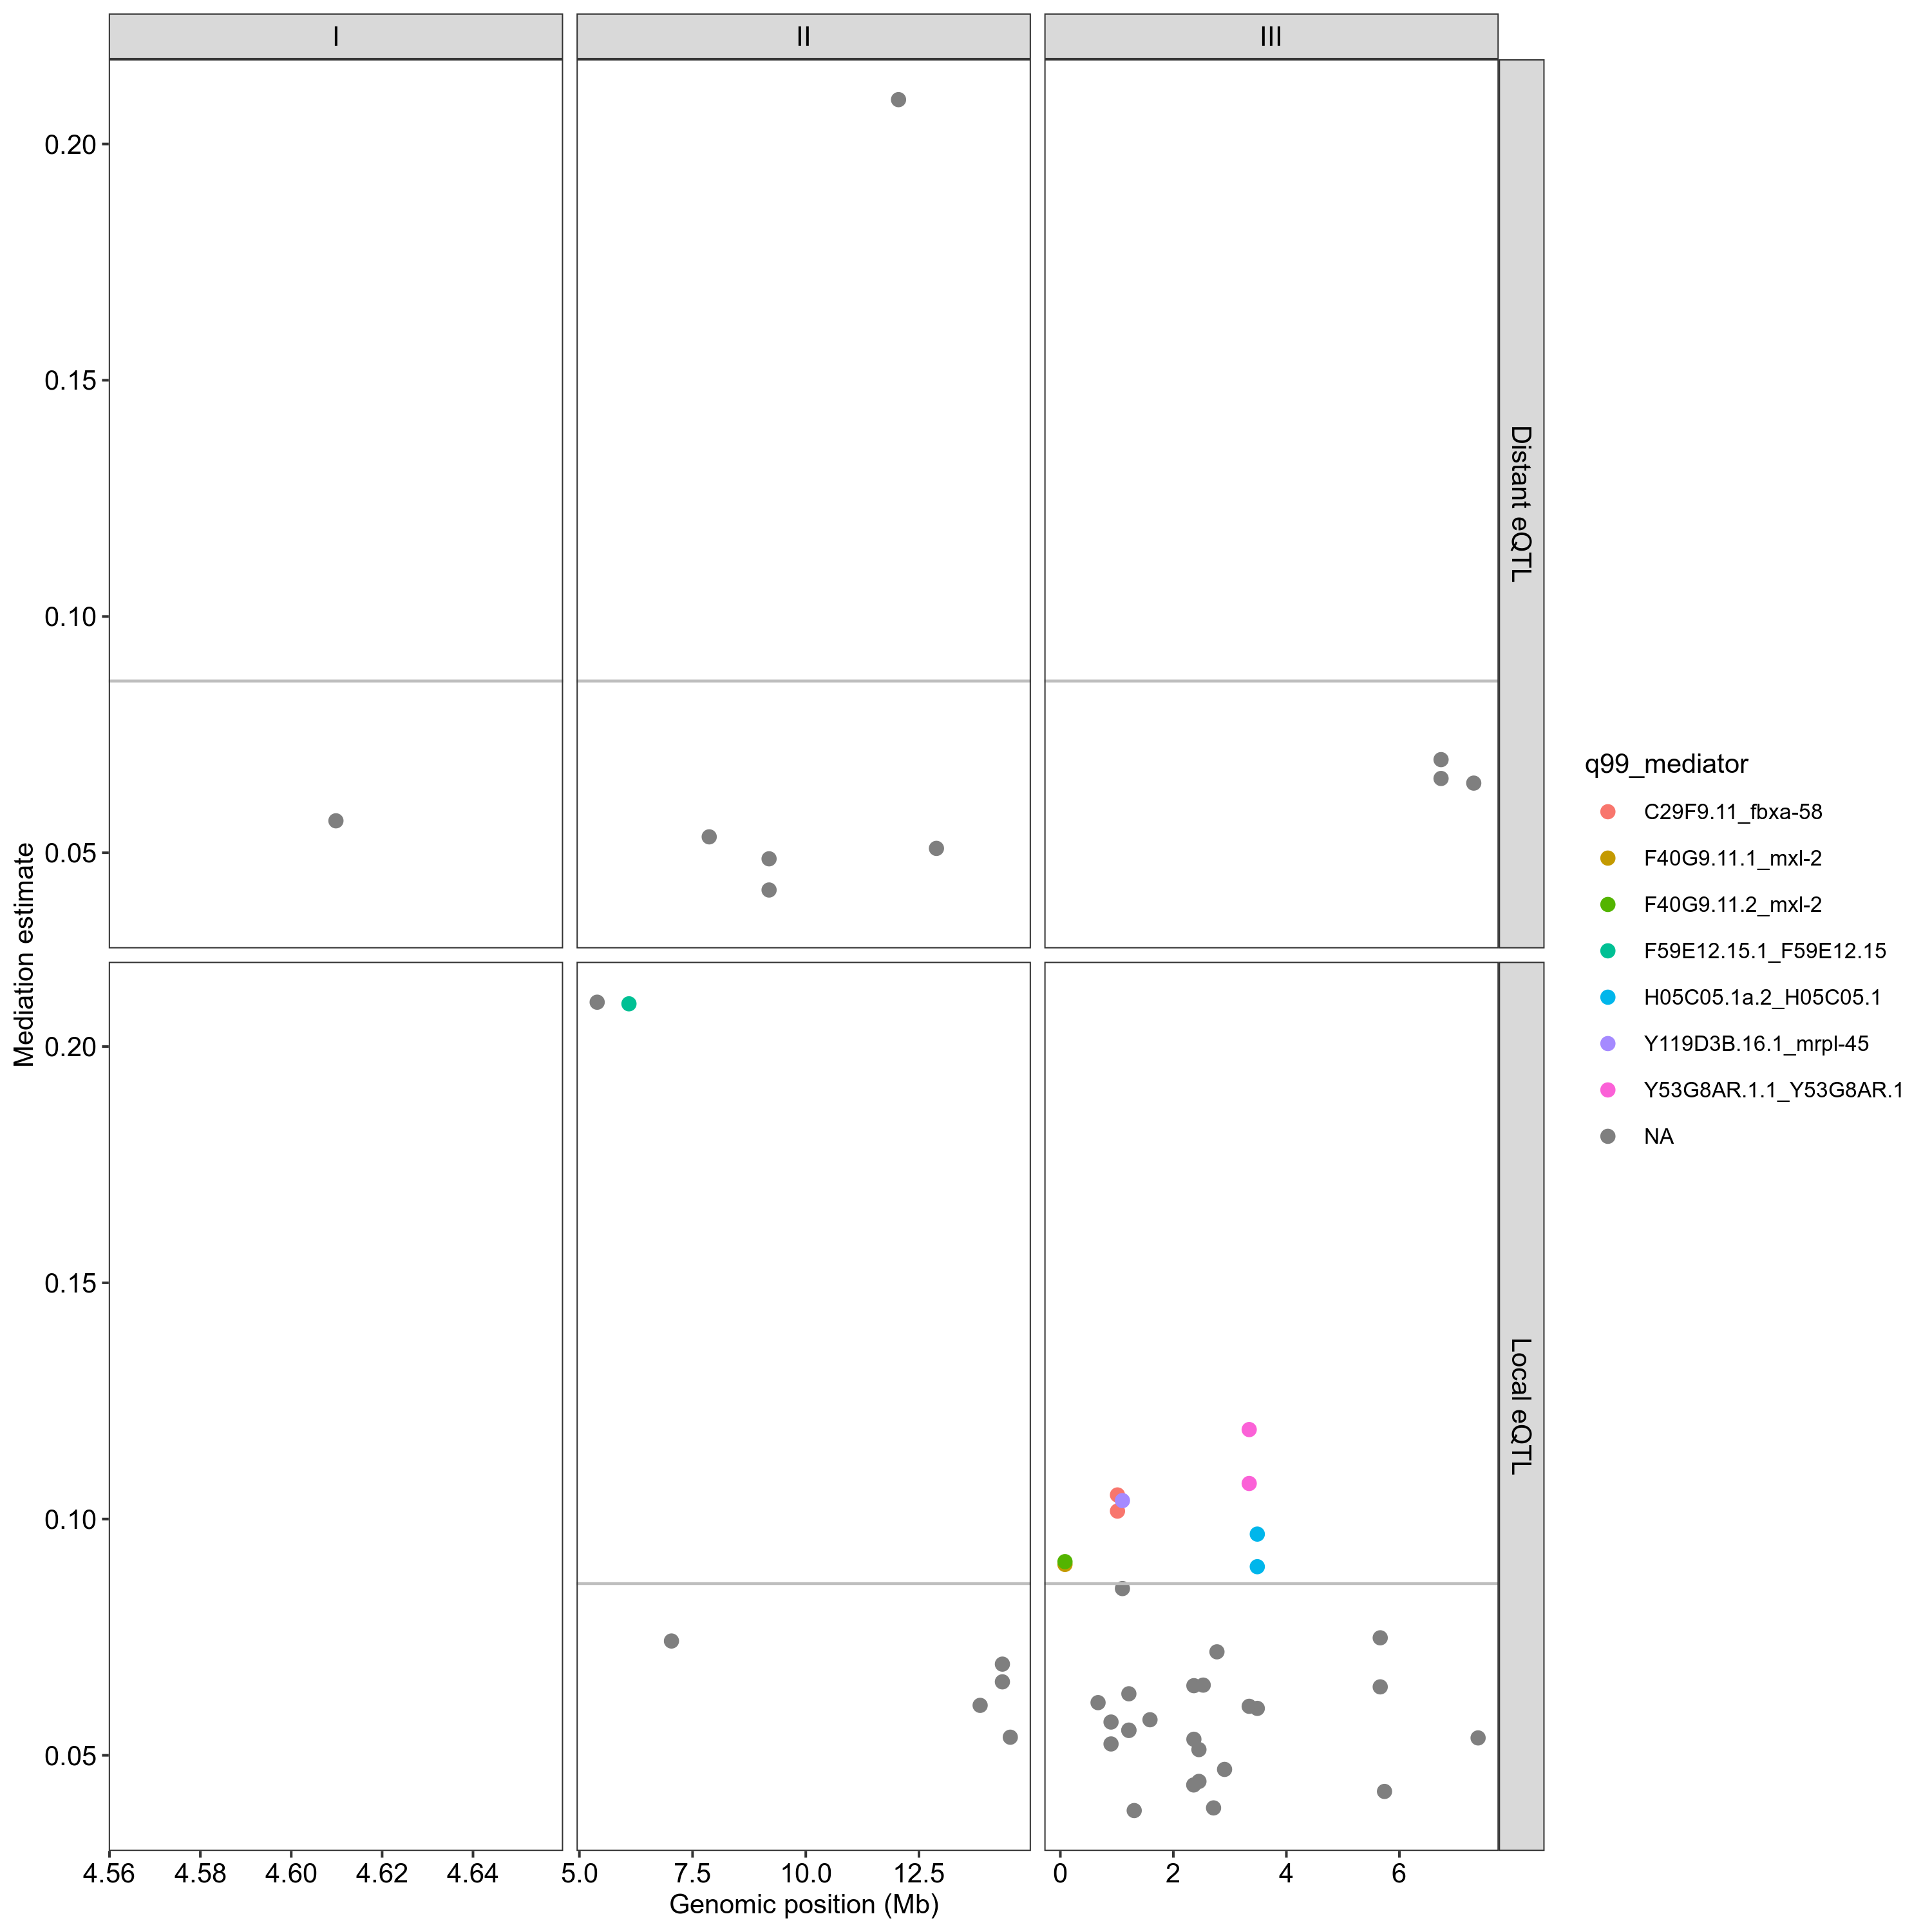 I
II
III
0.20
0.15
0.10
0.05
Distant eQTL
Mediation estimate
0.20
0.15
0.10
0.05
Local eQTL
4.56 4.58 4.60 4.62 4.64
5.0 7.5 10.0 12.5
0 2 4 6
Genomic position (Mb)
q99_mediator
C29F9.11_fbxa-58
F40G9.11.1_mxl-2
F40G9.11.2_mxl-2
F59E12.15.1_F59E12.15
H05C05.1a.2_H05C05.1
Y119D3B.16.1_mrpl-45
Y53G8AR.1.1_Y53G8AR.1
NA